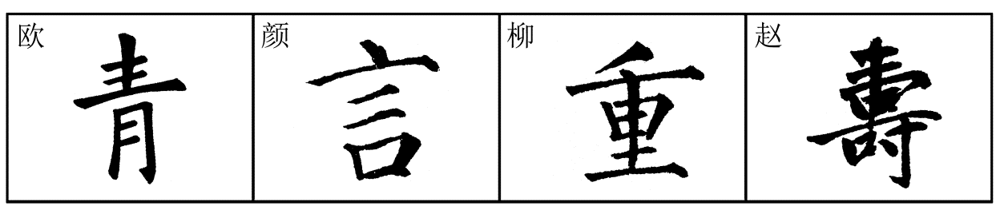 欧 颜 柳 赵
青 言 重 壽